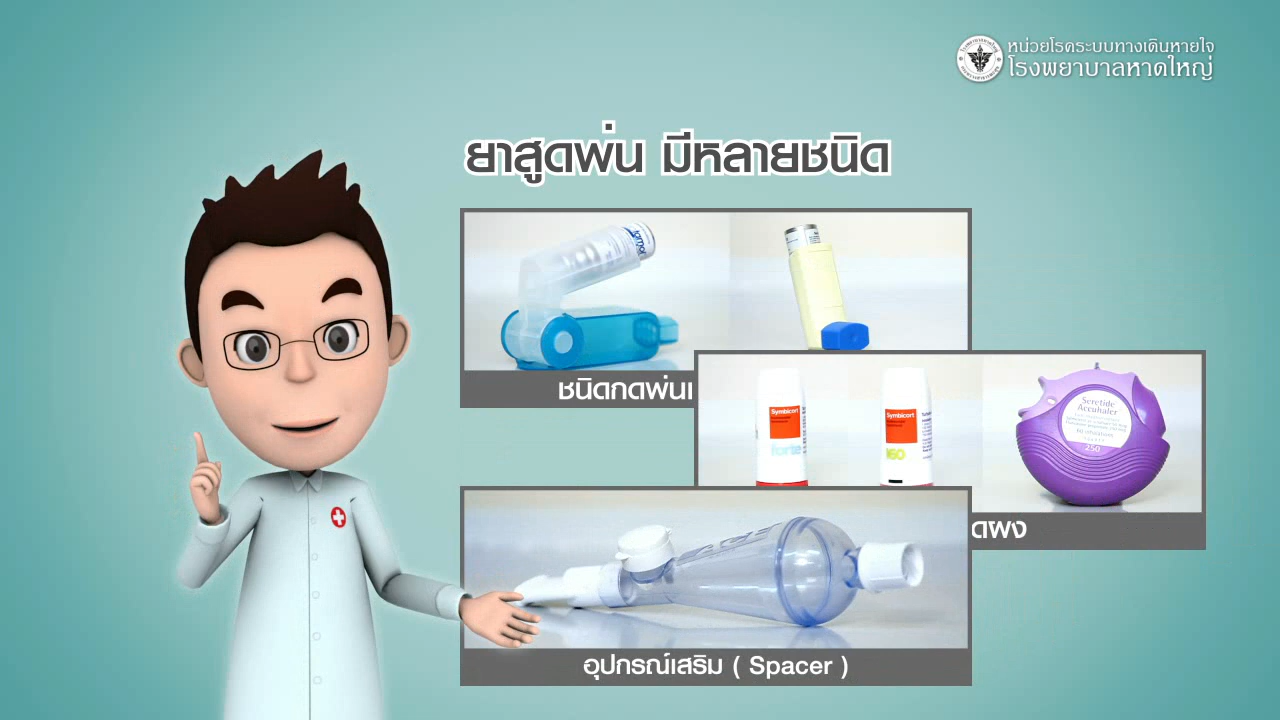 หน่วยโรคระบบทางเดินหายใจ
โรงพยาบาลหาดใหญ่
ยาสูดพ่น มีหลายชนิด
ชนิดกดพ่น
Symbicort
forte
Symbicort
160
Seretide
Accuhaler
250
ดผง
อุปกรณ์เสริม ( Spacer )